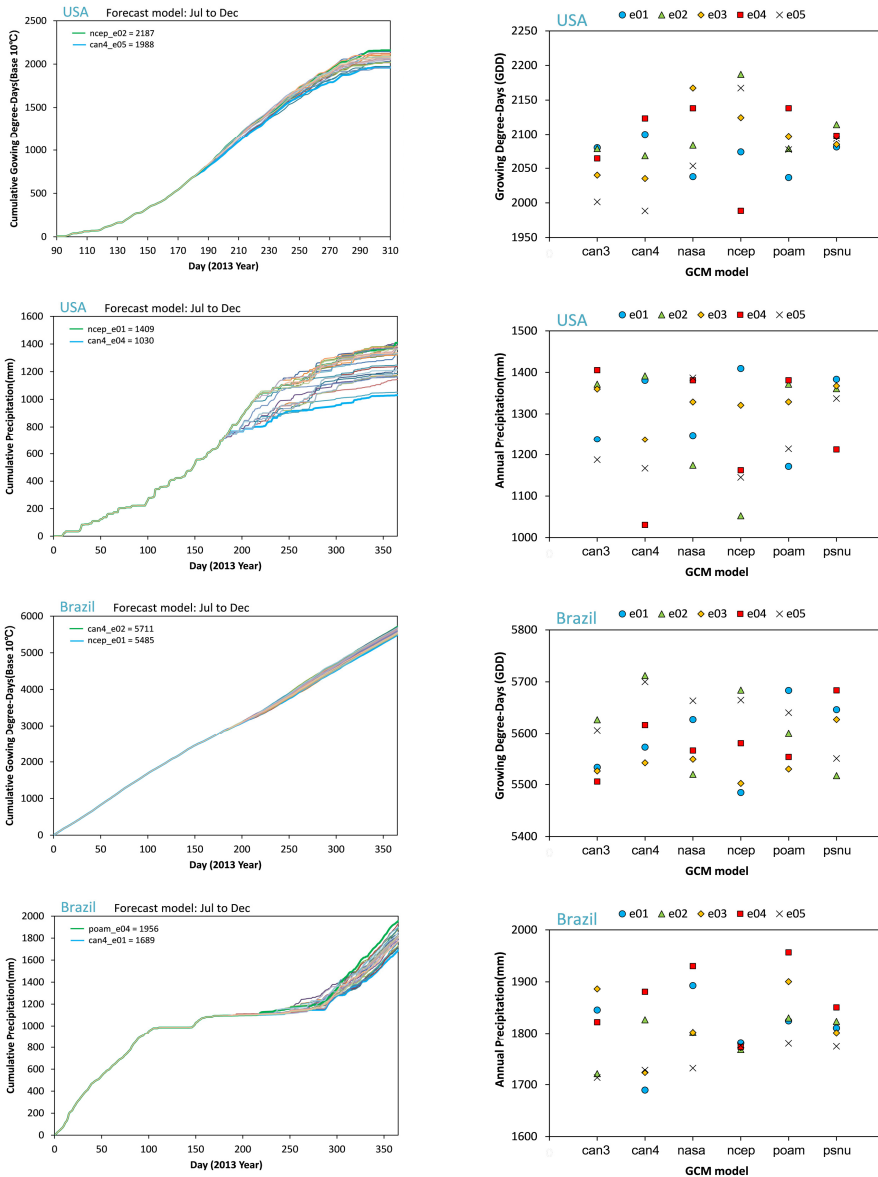 USA Forecast model: Jul to Dec
2500
2000
1500
1000
500
0
ncep_e02 = 2187
can4_e05 = 1988
Cumulative Gowing Degree-Days(Base 10℃)
90 110 130 150 170 190 210 230 250 270 290 310
Day (2013 Year)
USA e01 e02 e03 e04 e05
2250
2200
2150
2100
2050
2000
1950
Growing Degree-Days (GDD)
can3 can4 nasa ncep poam psnu
GCM model
USA Forecast model: Jul to Dec
1600
1400
1200
1000
800
600
400
200
0
ncep_e01 = 1409
can4_e04 = 1030
Cumulative Precipitation(mm)
0 50 100 150 200 250 300 350
Day (2013 Year)
USA e01 e02 e03 e04 e05
1500
1400
1300
1200
1100
1000
Annual Precipitation(mm)
can3 can4 nasa ncep poam psnu
GCM model
Brazil Forecast model: Jul to Dec
6000
5000
4000
3000
2000
1000
0
can4_e02 = 5711
ncep_e01 = 5485
Cumulative Gowing Degree-Days(Base 10℃)
0 50 100 150 200 250 300 350
Day (2013 Year)
Brazil e01 e02 e03 e04 e05
5800
5700
5600
5500
5400
Growing Degree-Days (GDD)
can3 can4 nasa ncep poam psnu
GCM model
Brazil Forecast model: Jul to Dec
2000
1800
1600
1400
1200
1000
800
600
400
200
0
poam_e04 = 1956
can4_e01 = 1689
Cumulative Precipitation(mm)
0 50 100 150 200 250 300 350
Day (2013 Year)
Brazil e01 e02 e03 e04 e05
2000
1900
1800
1700
1600
Annual Precipitation(mm)
can3 can4 nasa ncep poam psnu
GCM model